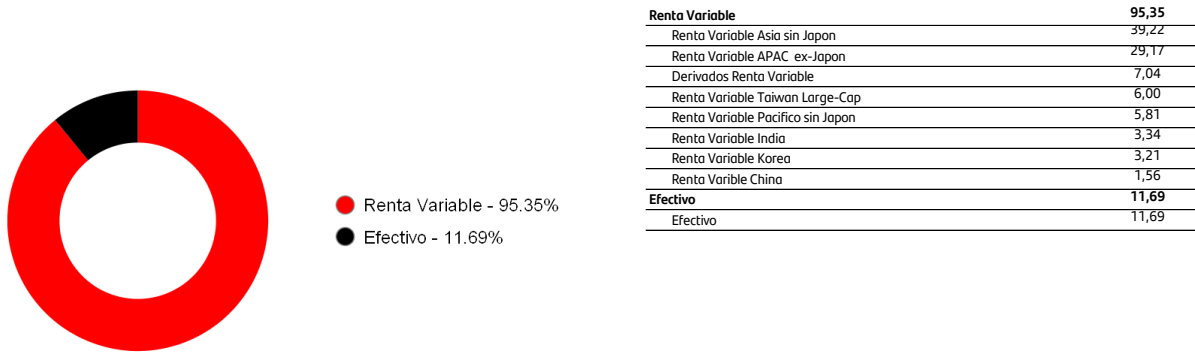 Renta Variable - 95.35%
Efectivo - 11.69%
Renta Variable 95,35
Renta Variable Asia sin Japon 39,22
Renta Variable APAC ex-Japon 29,17
Derivados Renta Variable 7,04
Renta Variable Taiwan Large-Cap 6,00
Renta Variable Pacifico sin Japon 5,81
Renta Variable India 3,34
Renta Variable Korea 3,21
Renta Varible China 1,56
Efectivo 11,69
Efectivo 11,69